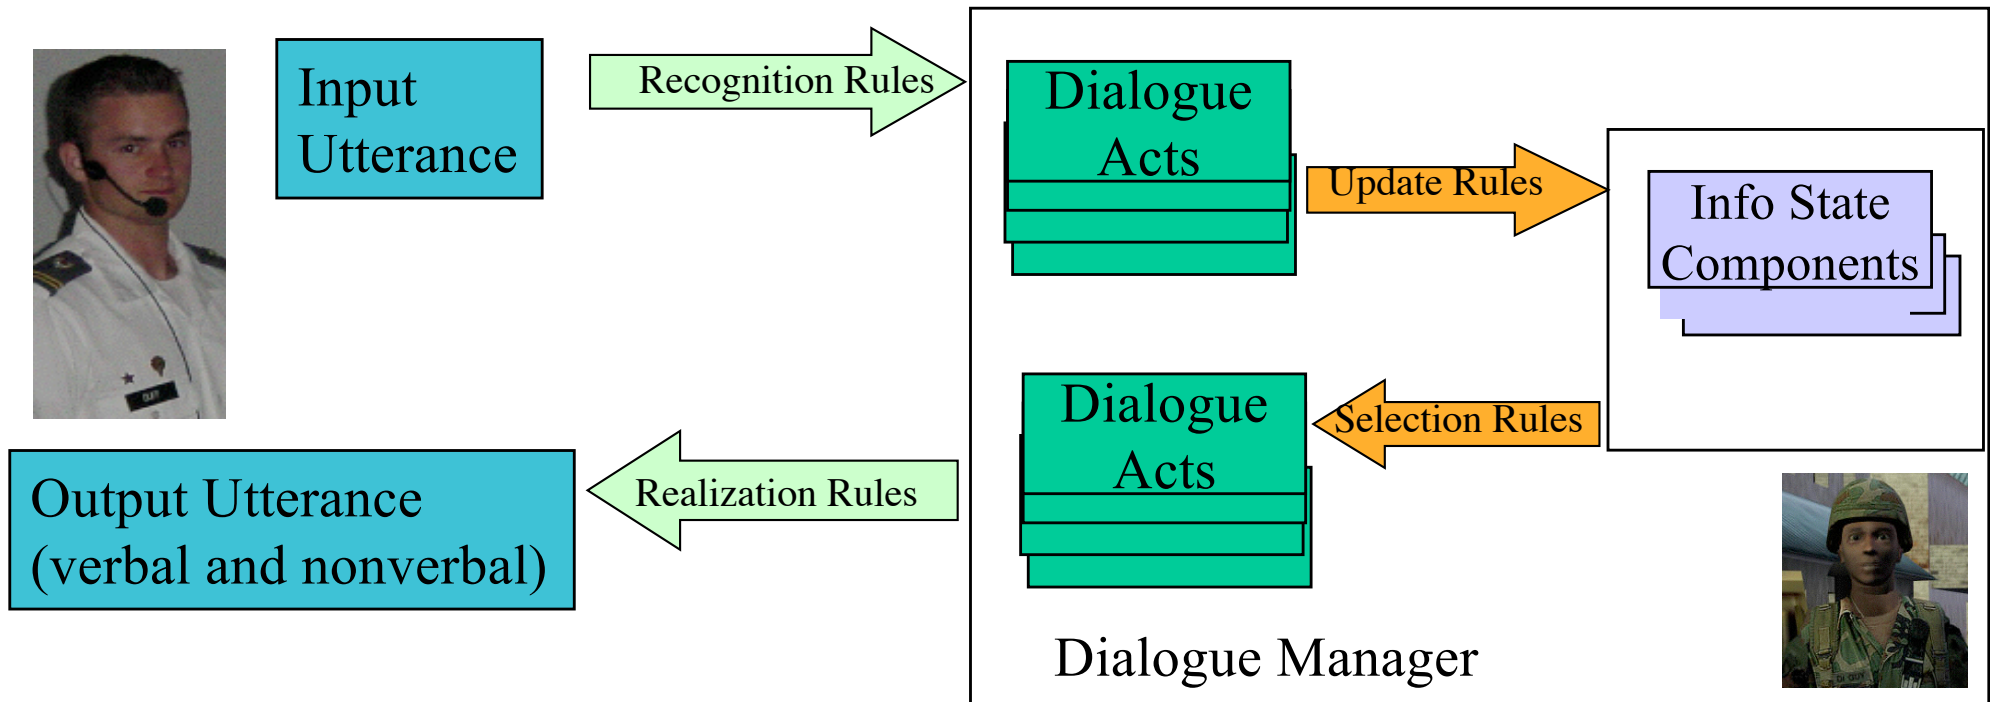 Input
Utterance
Recognition Rules
Dialogue
Acts
Update Rules
Info State
Components
Dialogue
Acts
Selection Rules
Realization Rules
Output Utterance
(verbal and nonverbal)
Dialogue Manager